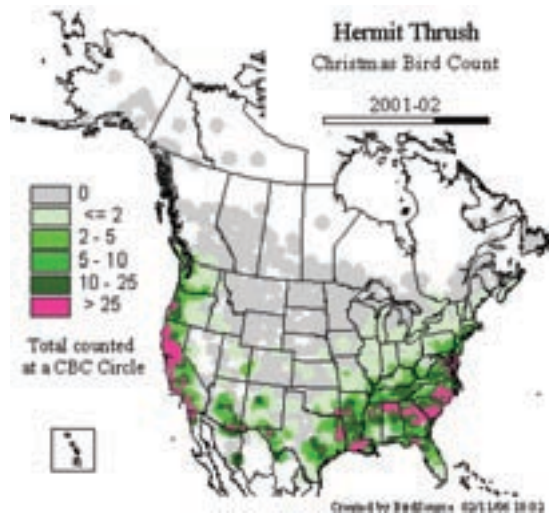 Hermit Thrush
Christmas Bird Count
2001-02
0
<= 2
2 - 5
5 - 10
10 - 25
> 25
Total counted
at a CBC Circle
Created by